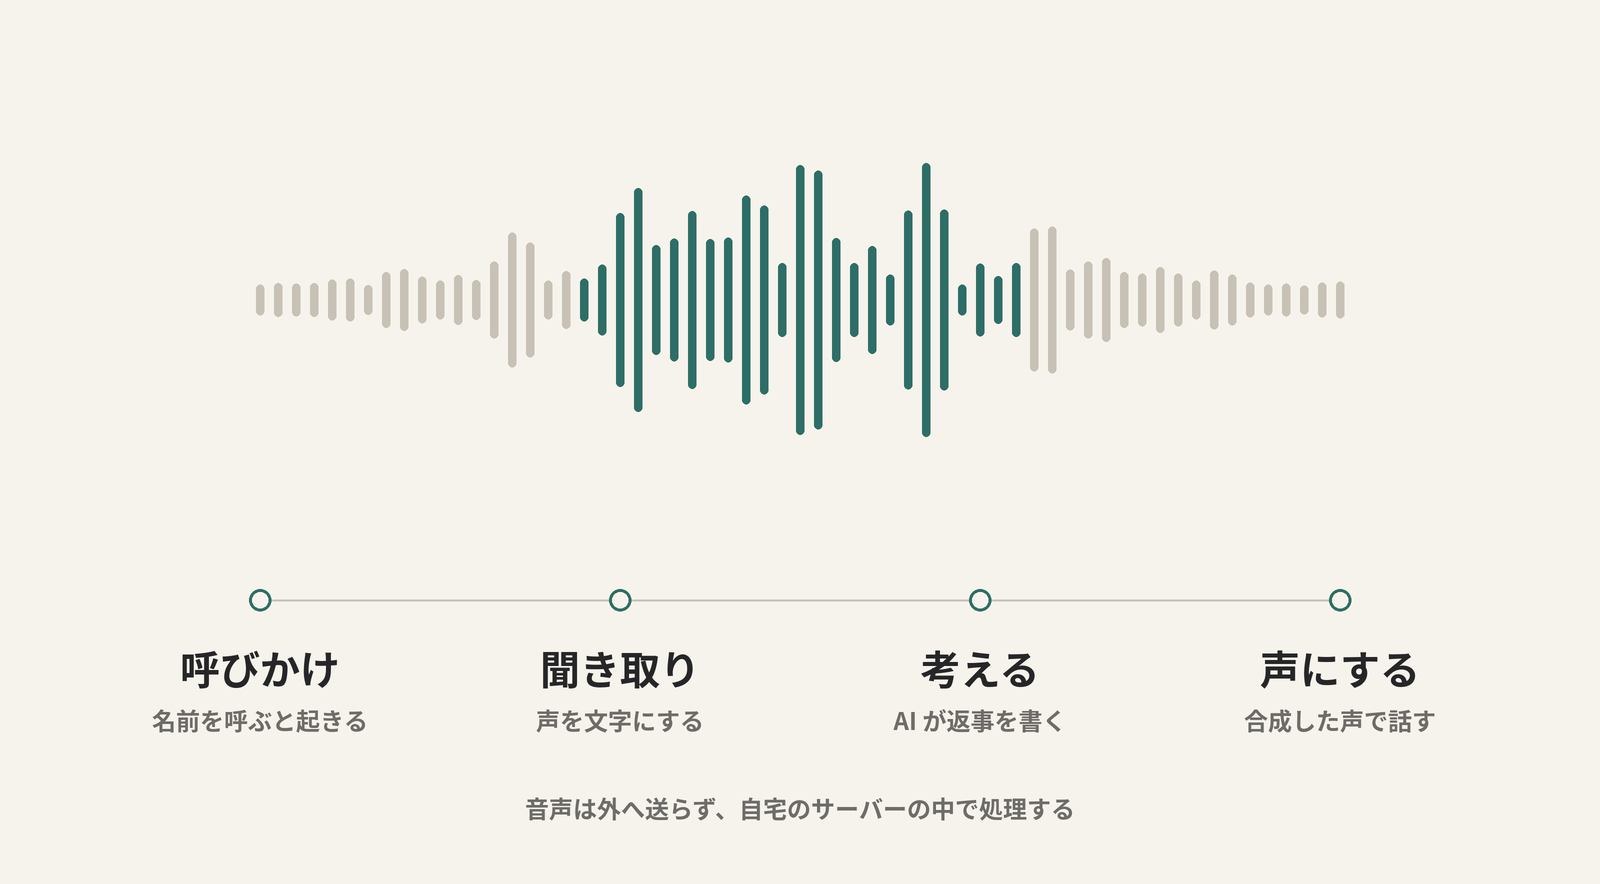 呼びかけ
名前を呼ぶと起きる
聞き取り
声を文字にする
考える
AI が返事を書く
声にする
合成した声で話す
音声は外へ送らず、自宅のサーバーの中で処理する